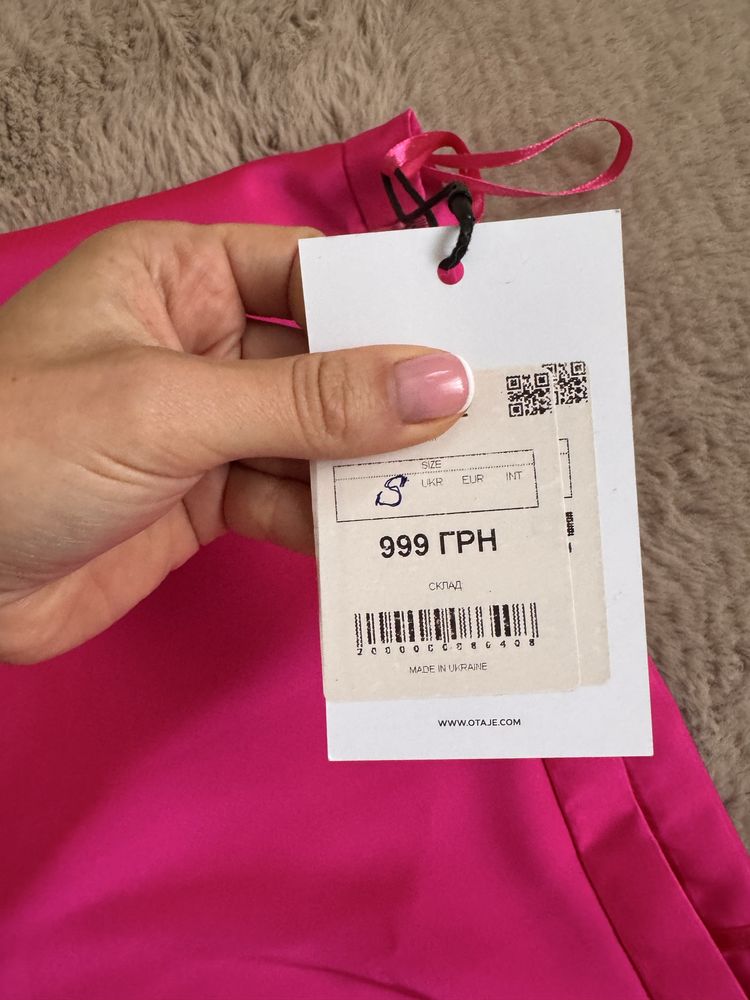 SIZE
S UKR EUR INT
999 ГРН
СКЛАД:
MADE IN UKRAINE
WWW.OTAJE.COM